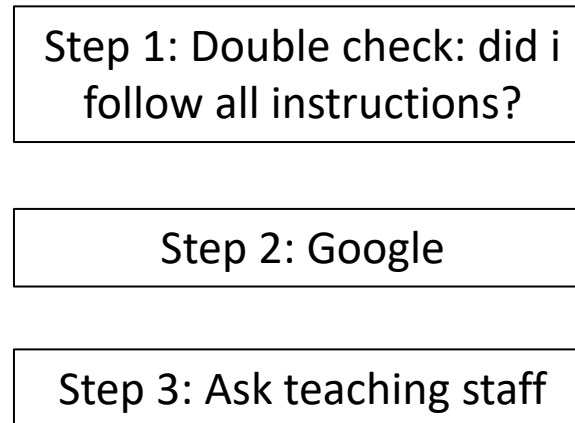 Step 1: Double check: did i
follow all instructions?
Step 2: Google
Step 3: Ask teaching staff